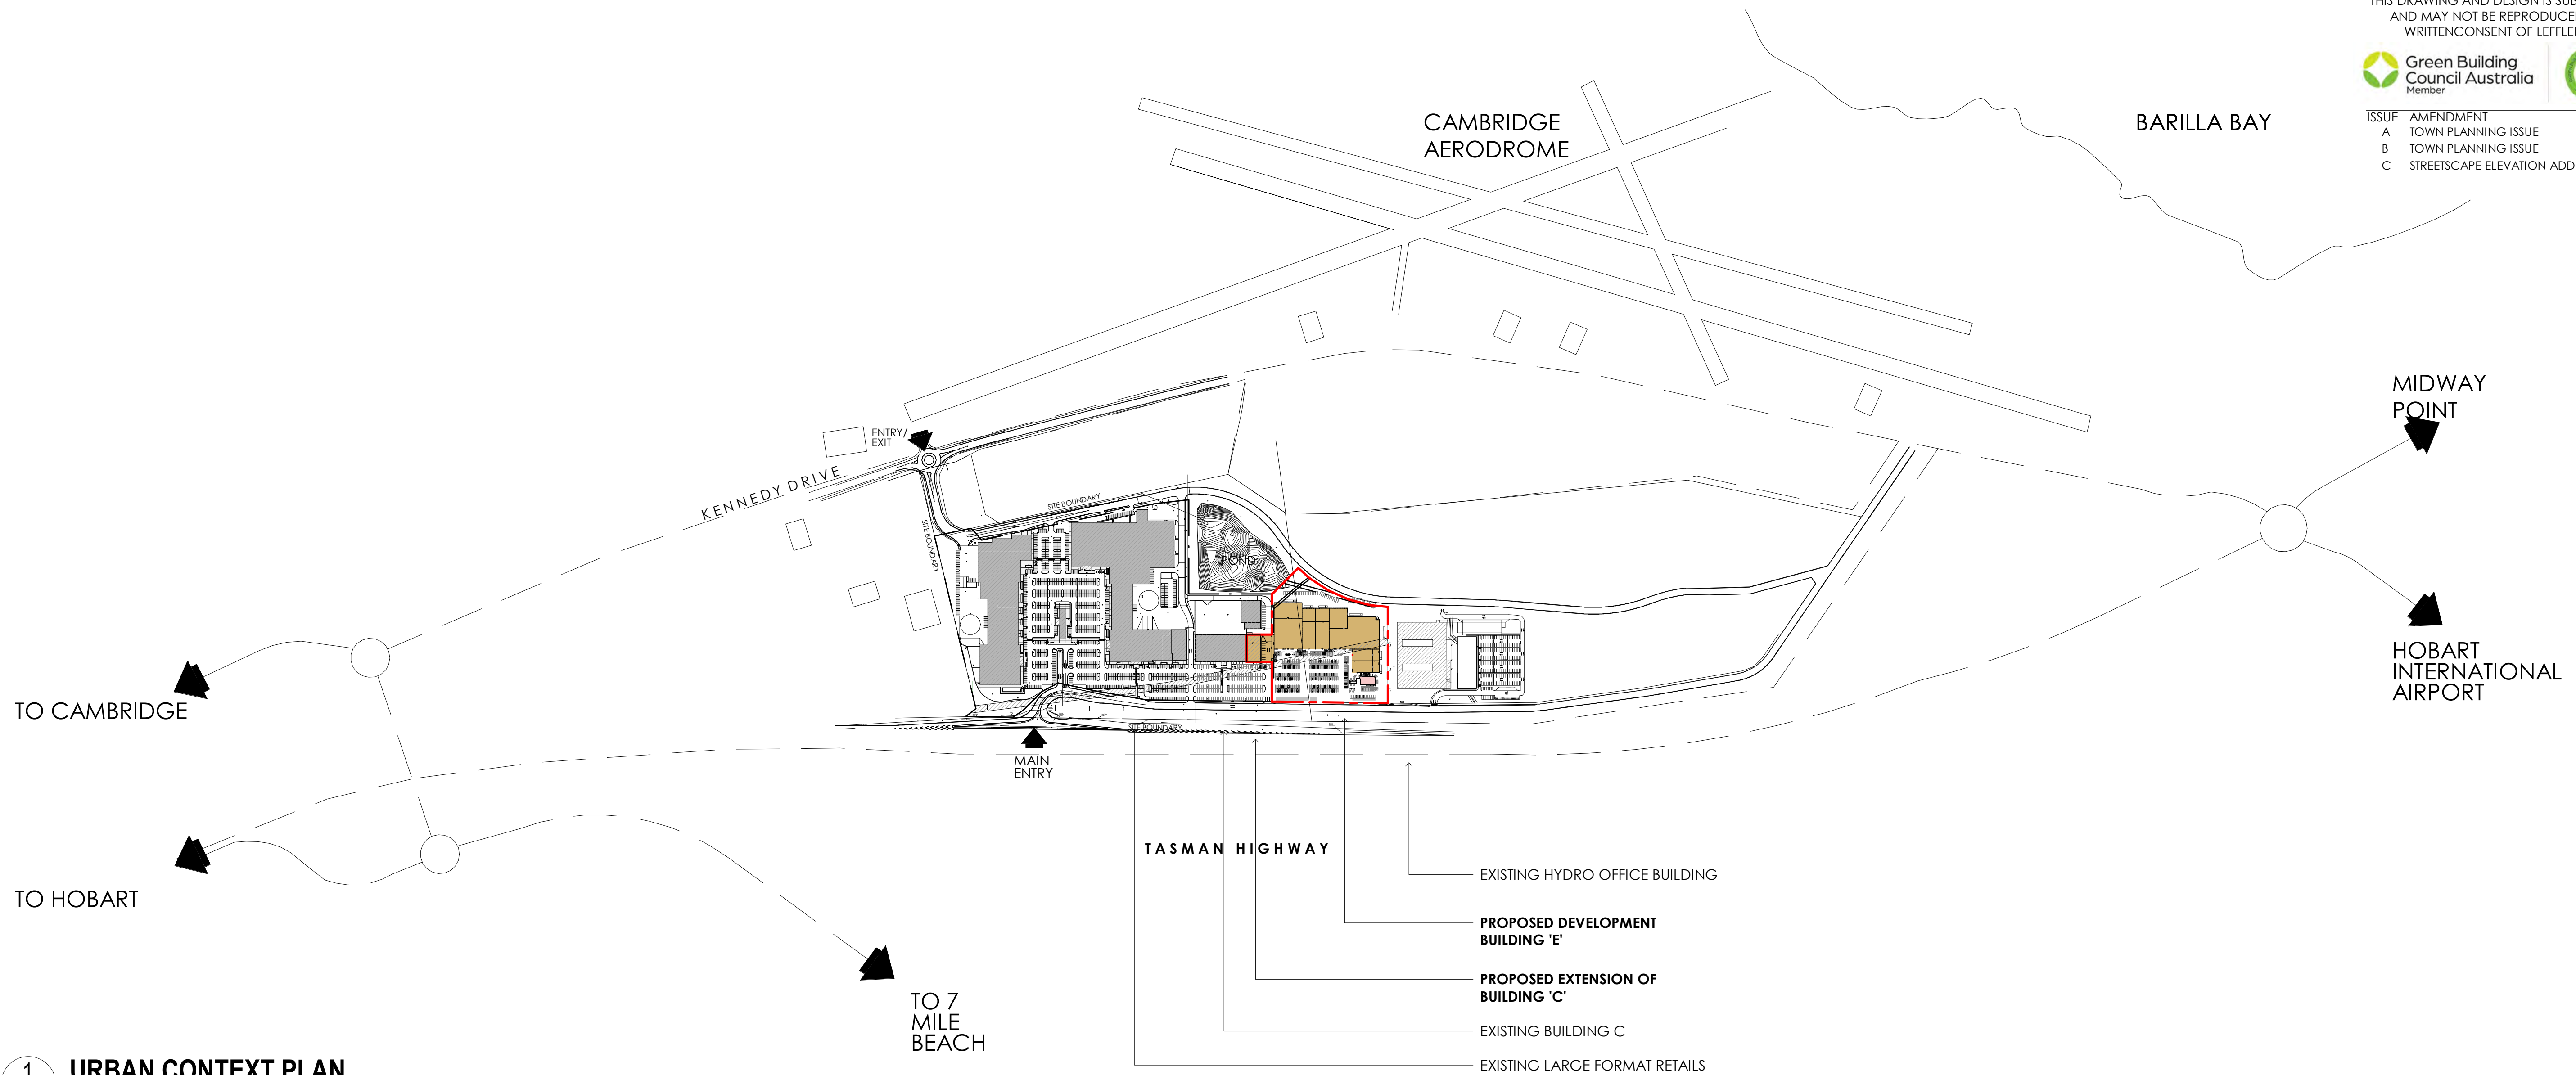 THIS DRAWING AND DESIGN IS SUB
AND MAY NOT BE REPRODUCE
WRITTENCONSENT OF LEFFLE
Green Building
Council Australia
Member
ISSUE AMENDMENT
A TOWN PLANNING ISSUE
B TOWN PLANNING ISSUE
C STREETSCAPE ELEVATION ADD
CAMBRIDGE
AERODROME
BARILLA BAY
MIDWAY
POINT
ENTRY/
EXIT
KENNEDY DRIVE
SITE BOUNDARY
SITE BOUNDARY
POND
HOBART
INTERNATIONAL
AIRPORT
TO CAMBRIDGE
SITE BOUNDARY
MAIN
ENTRY
TASMAN HIGHWAY
TO HOBART
EXISTING HYDRO OFFICE BUILDING
PROPOSED DEVELOPMENT
BUILDING 'E'
PROPOSED EXTENSION OF
BUILDING 'C'
EXISTING BUILDING C
EXISTING LARGE FORMAT RETAILS
TO 7
MILE
BEACH
1 URBAN CONTEXT PLAN